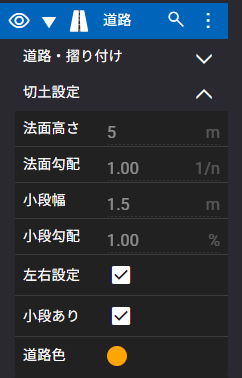 道路
道路・摺り付け
切土設定
法面高さ 5 m
法面勾配 1.00 1/n
小段幅 1.5 m
小段勾配 1.00 %
左右設定
小段あり
道路色